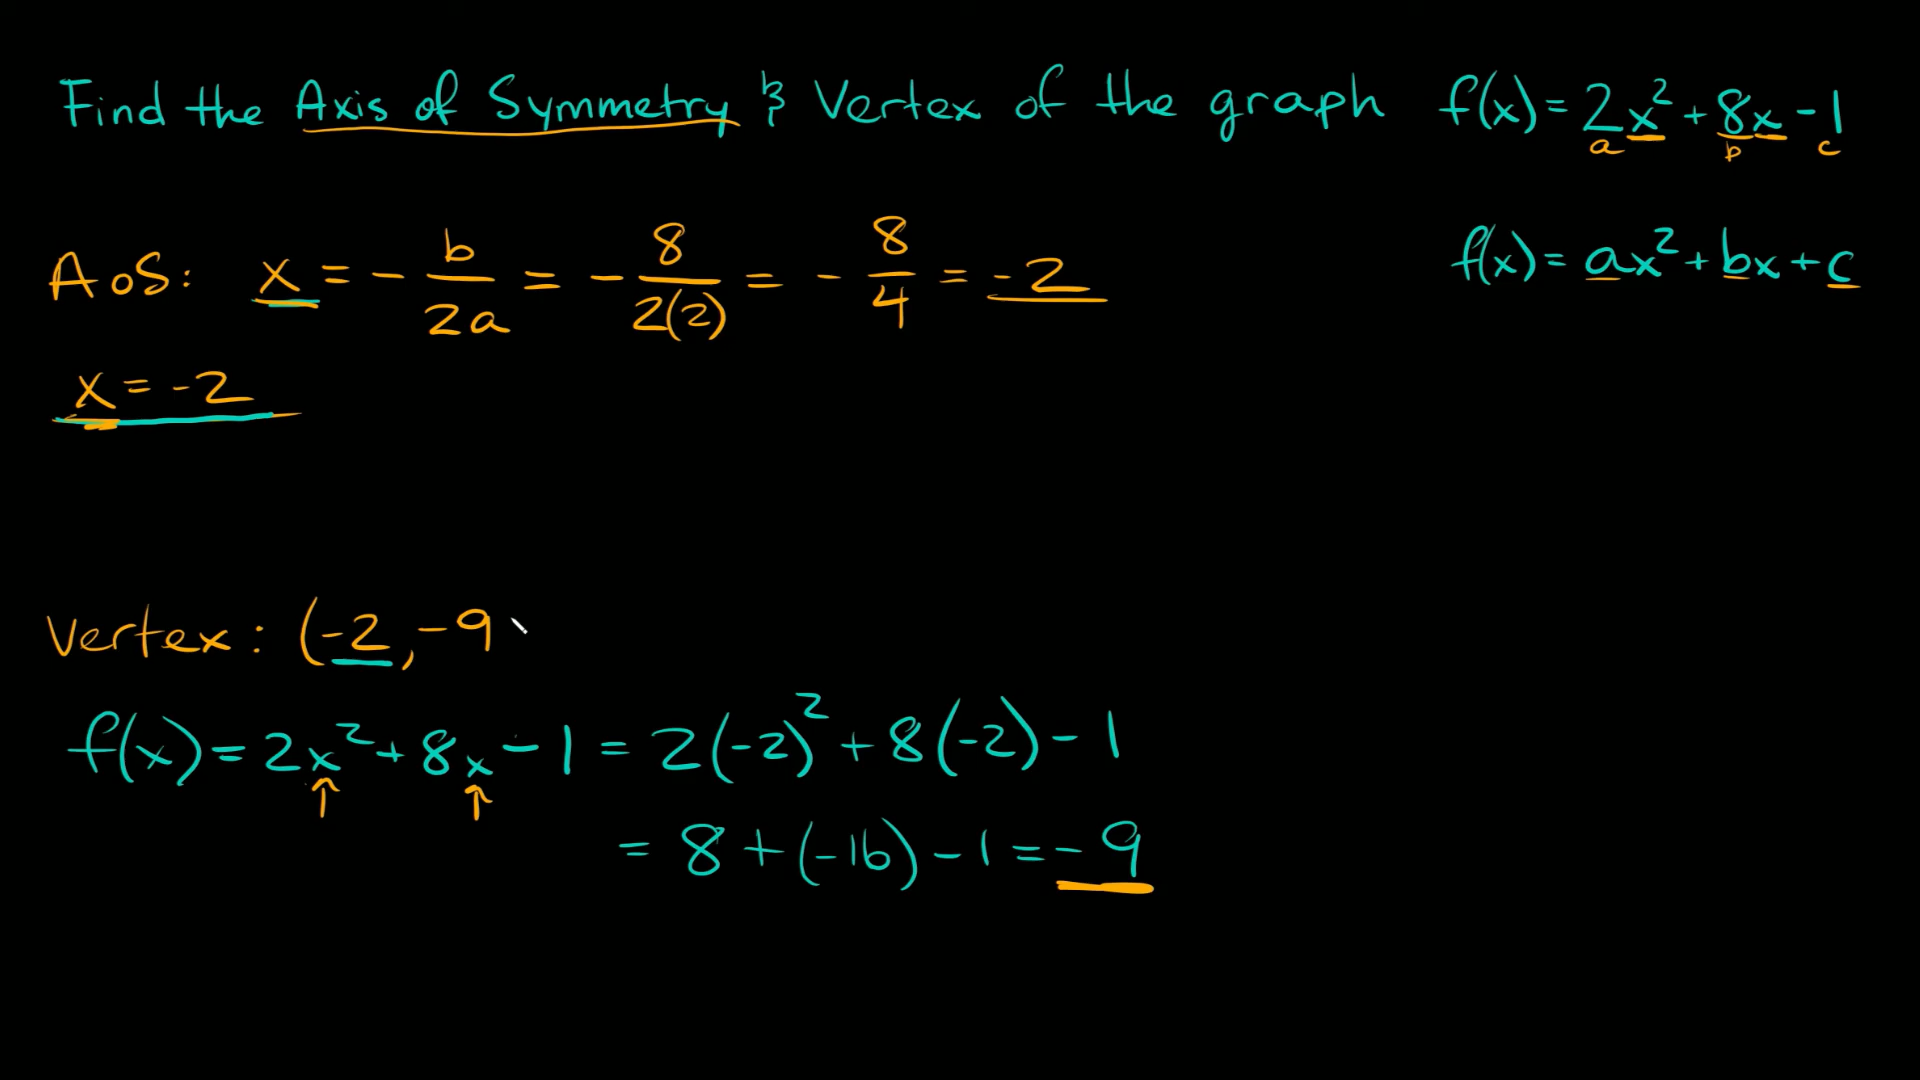 Find the Axis of Symmetry & Vertex of the graph f(x) = 2x² + 8x - 1
a b c
AoS: x = - b/2a = - 8/2(2) = - 8/4 = -2
f(x) = ax² + bx + c
x = -2
Vertex: (-2, -9
f(x) = 2x² + 8x - 1 = 2(-2)² + 8(-2) - 1
= 8 + (-16) - 1 = -9